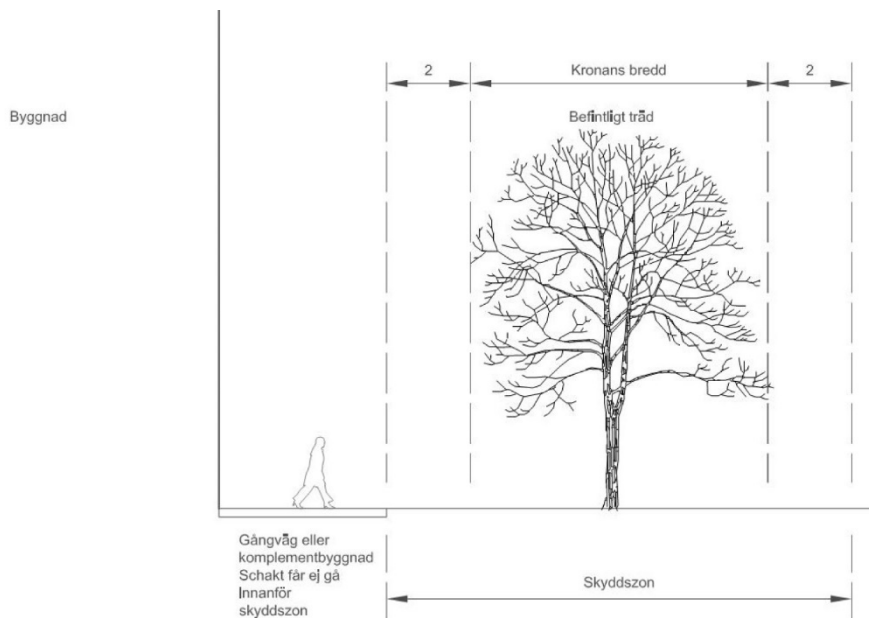 2
Kronans bredd
2
Byggnad
Befintligt träd
Gångväg eller
komplementbyggnad
Schakt får ej gå
Innanför
skyddszon
Skyddszon